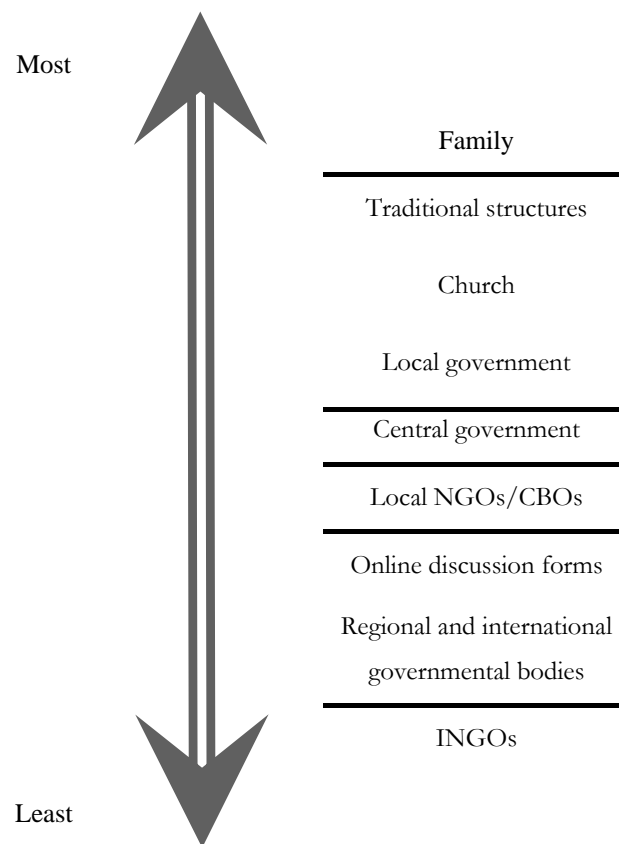 Most
Family
Traditional structures
Church
Local government
Central government
Local NGOs/CBOs
Online discussion forms
Regional and international
governmental bodies
INGOs
Least